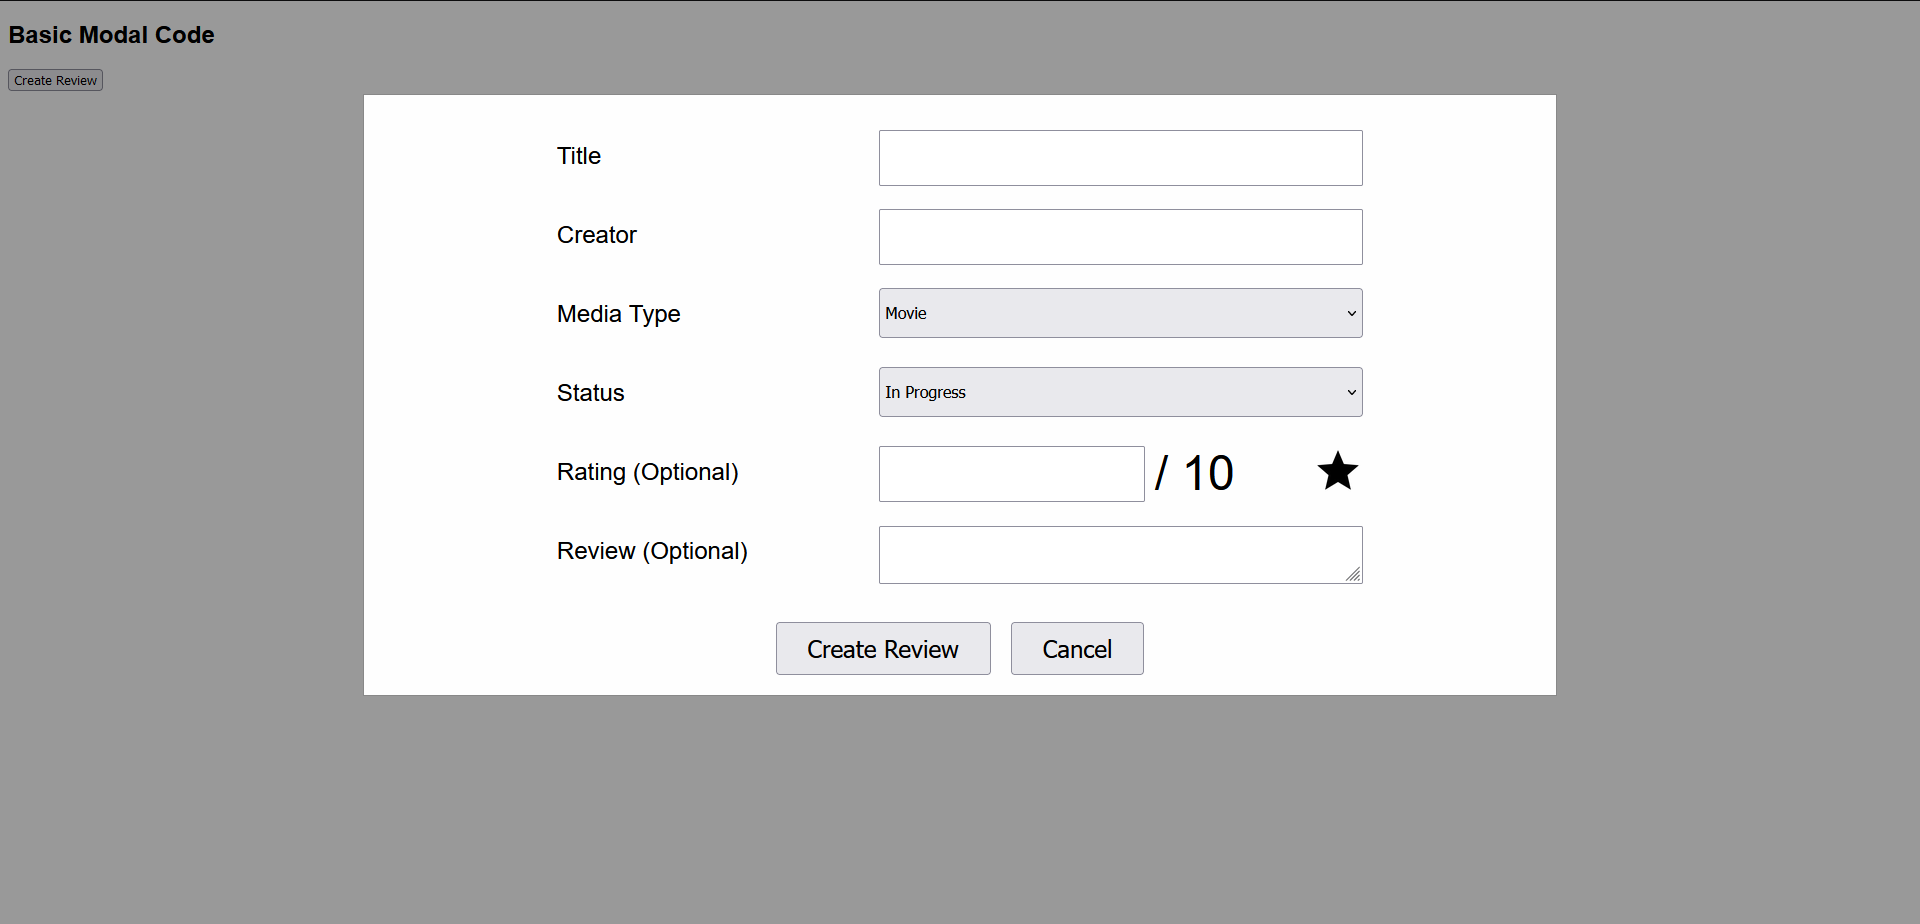 Basic Modal Code
Create Review
Title
Creator
Media Type
Movie
Status
In Progress
Rating (Optional)
/ 10
Review (Optional)
Create Review
Cancel